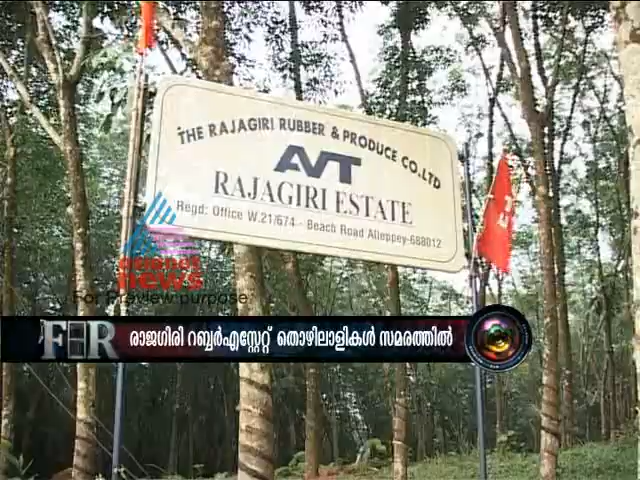 THE RAJAGIRI RUBBER & PRODUCE CO.LTD
AVT
RAJAGIRI ESTATE
Regd: Office W.21/674 - Beach Road Alleppey-688012
asianet
news
For Preview purpose
FIR
രാജഗിരി റബ്ബർഎസ്റ്റേറ്റ് തൊഴിലാളികൾ സമരത്തിൽ